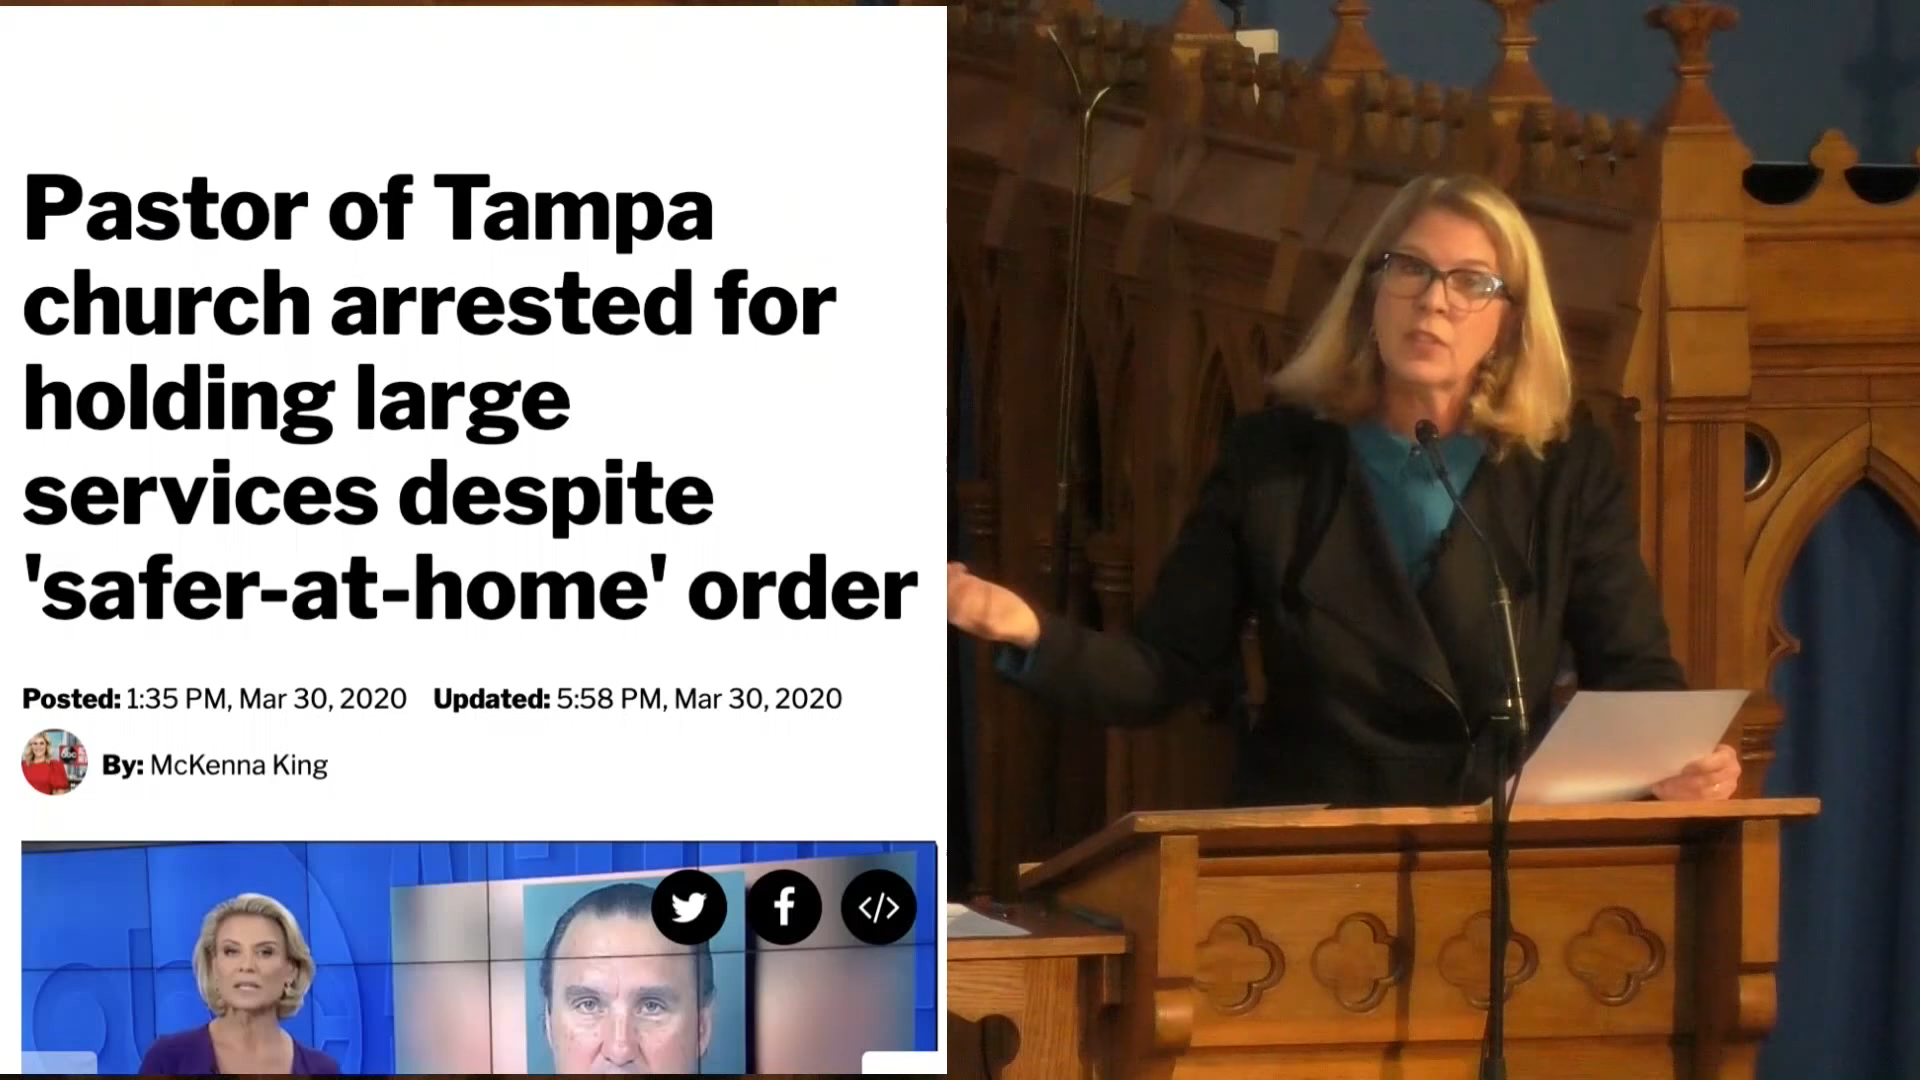 Pastor of Tampa
church arrested for
holding large
services despite
'safer-at-home' order
Posted: 1:35 PM, Mar 30, 2020 Updated: 5:58 PM, Mar 30, 2020
By: McKenna King